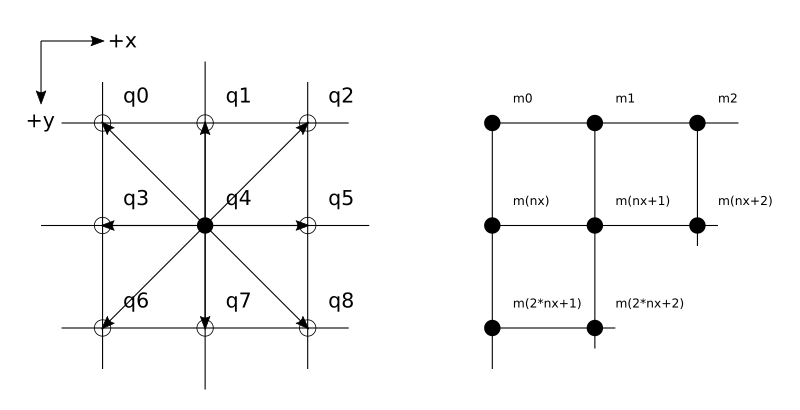 +x
+y
q0 q1 q2
q3 q4 q5
q6 q7 q8
m0 m1 m2
m(nx) m(nx+1) m(nx+2)
m(2*nx+1) m(2*nx+2)